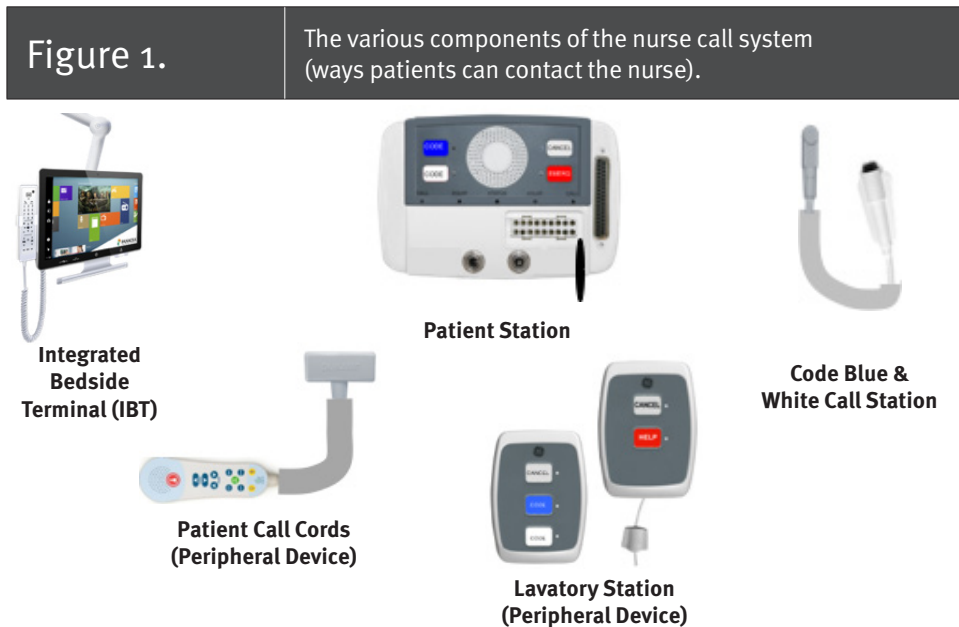 Figure 1.
The various components of the nurse call system
(ways patients can contact the nurse).
CODE
CANCEL
CODE
EMERG
Patient Station
Integrated
Bedside
Terminal (IBT)
Code Blue &
White Call Station
CANCEL
HELP
CANCEL
CODE
CODE
Patient Call Cords
(Peripheral Device)
Lavatory Station
(Peripheral Device)